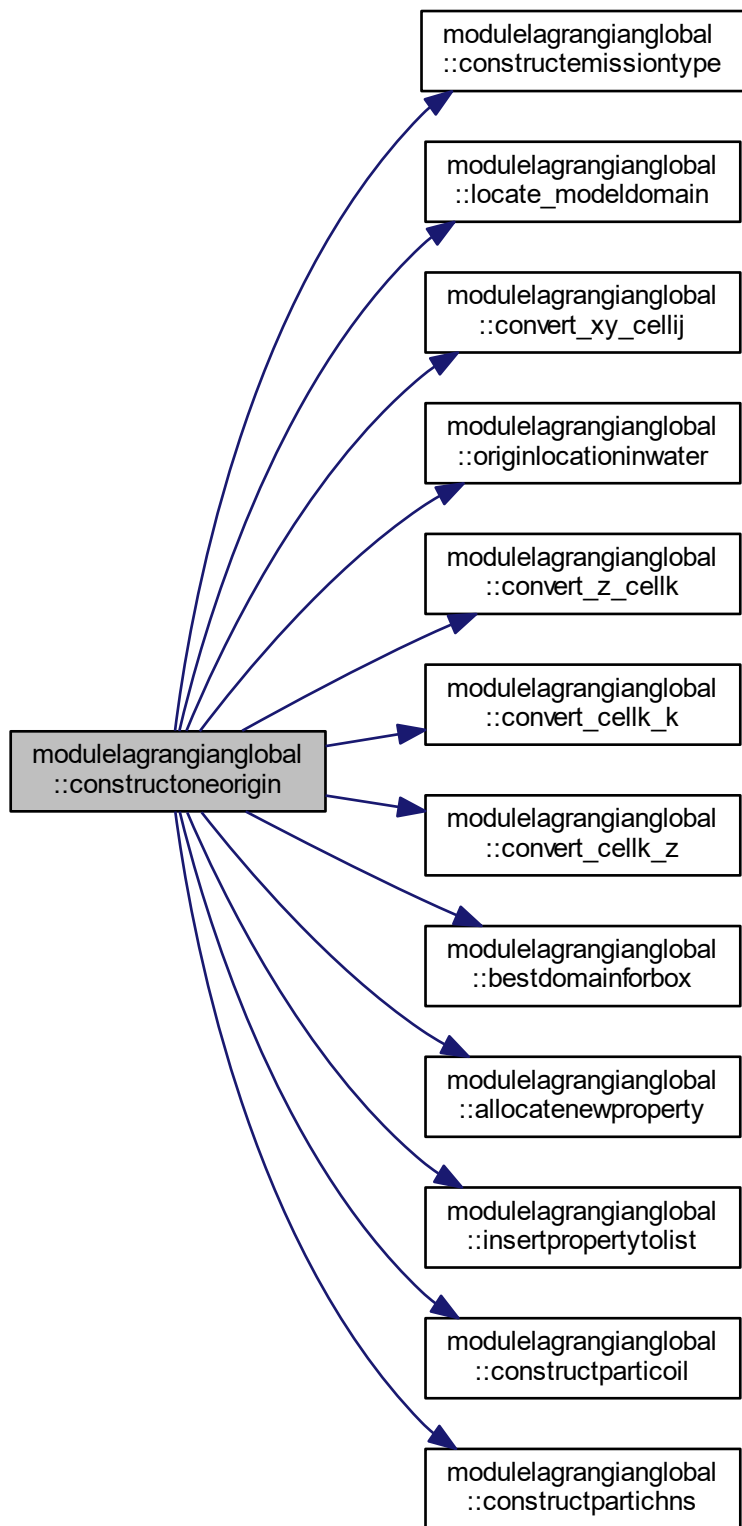 modulelagrangianglobal
::constructemissiontype
modulelagrangianglobal
::locate_modeldomain
modulelagrangianglobal
::convert_xy_cellij
modulelagrangianglobal
::originlocationinwater
modulelagrangianglobal
::convert_z_cellk
modulelagrangianglobal
::convert_cellk_k
modulelagrangianglobal
::constructoneorigin
modulelagrangianglobal
::convert_cellk_z
modulelagrangianglobal
::bestdomainforbox
modulelagrangianglobal
::allocatenewproperty
modulelagrangianglobal
::insertpropertytolist
modulelagrangianglobal
::constructparticoil
modulelagrangianglobal
::constructpartichns